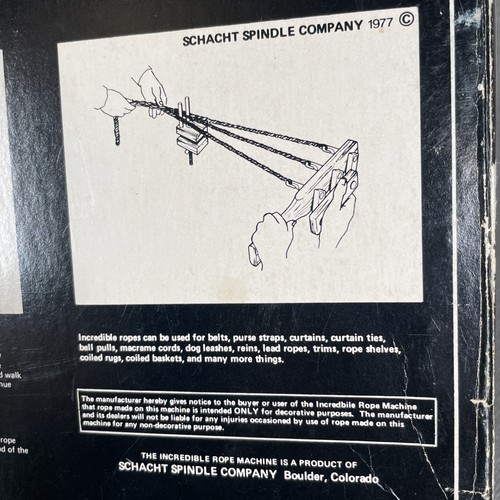 SCHACHT SPINDLE COMPANY 1977 ©
Incredible ropes can be used for belts, purse straps, curtains, curtain ties,
bell pulls, macrame cords, dog leashes, reins, lead ropes, trims, rope shelves,
coiled rugs, coiled baskets, and many more things.
d walk
nue
The manufacturer hereby gives notice to the buyer or user of the Incredbile Rope Machine
that rope made on this machine is intended ONLY for decorative purposes. The manufacturer
and its dealers will not be liable for any injuries occasioned by use of rope made on this
machine for any non-decorative purpose.
rope
d of the
THE INCREDIBLE ROPE MACHINE IS A PRODUCT OF
SCHACHT SPINDLE COMPANY Boulder, Colorado